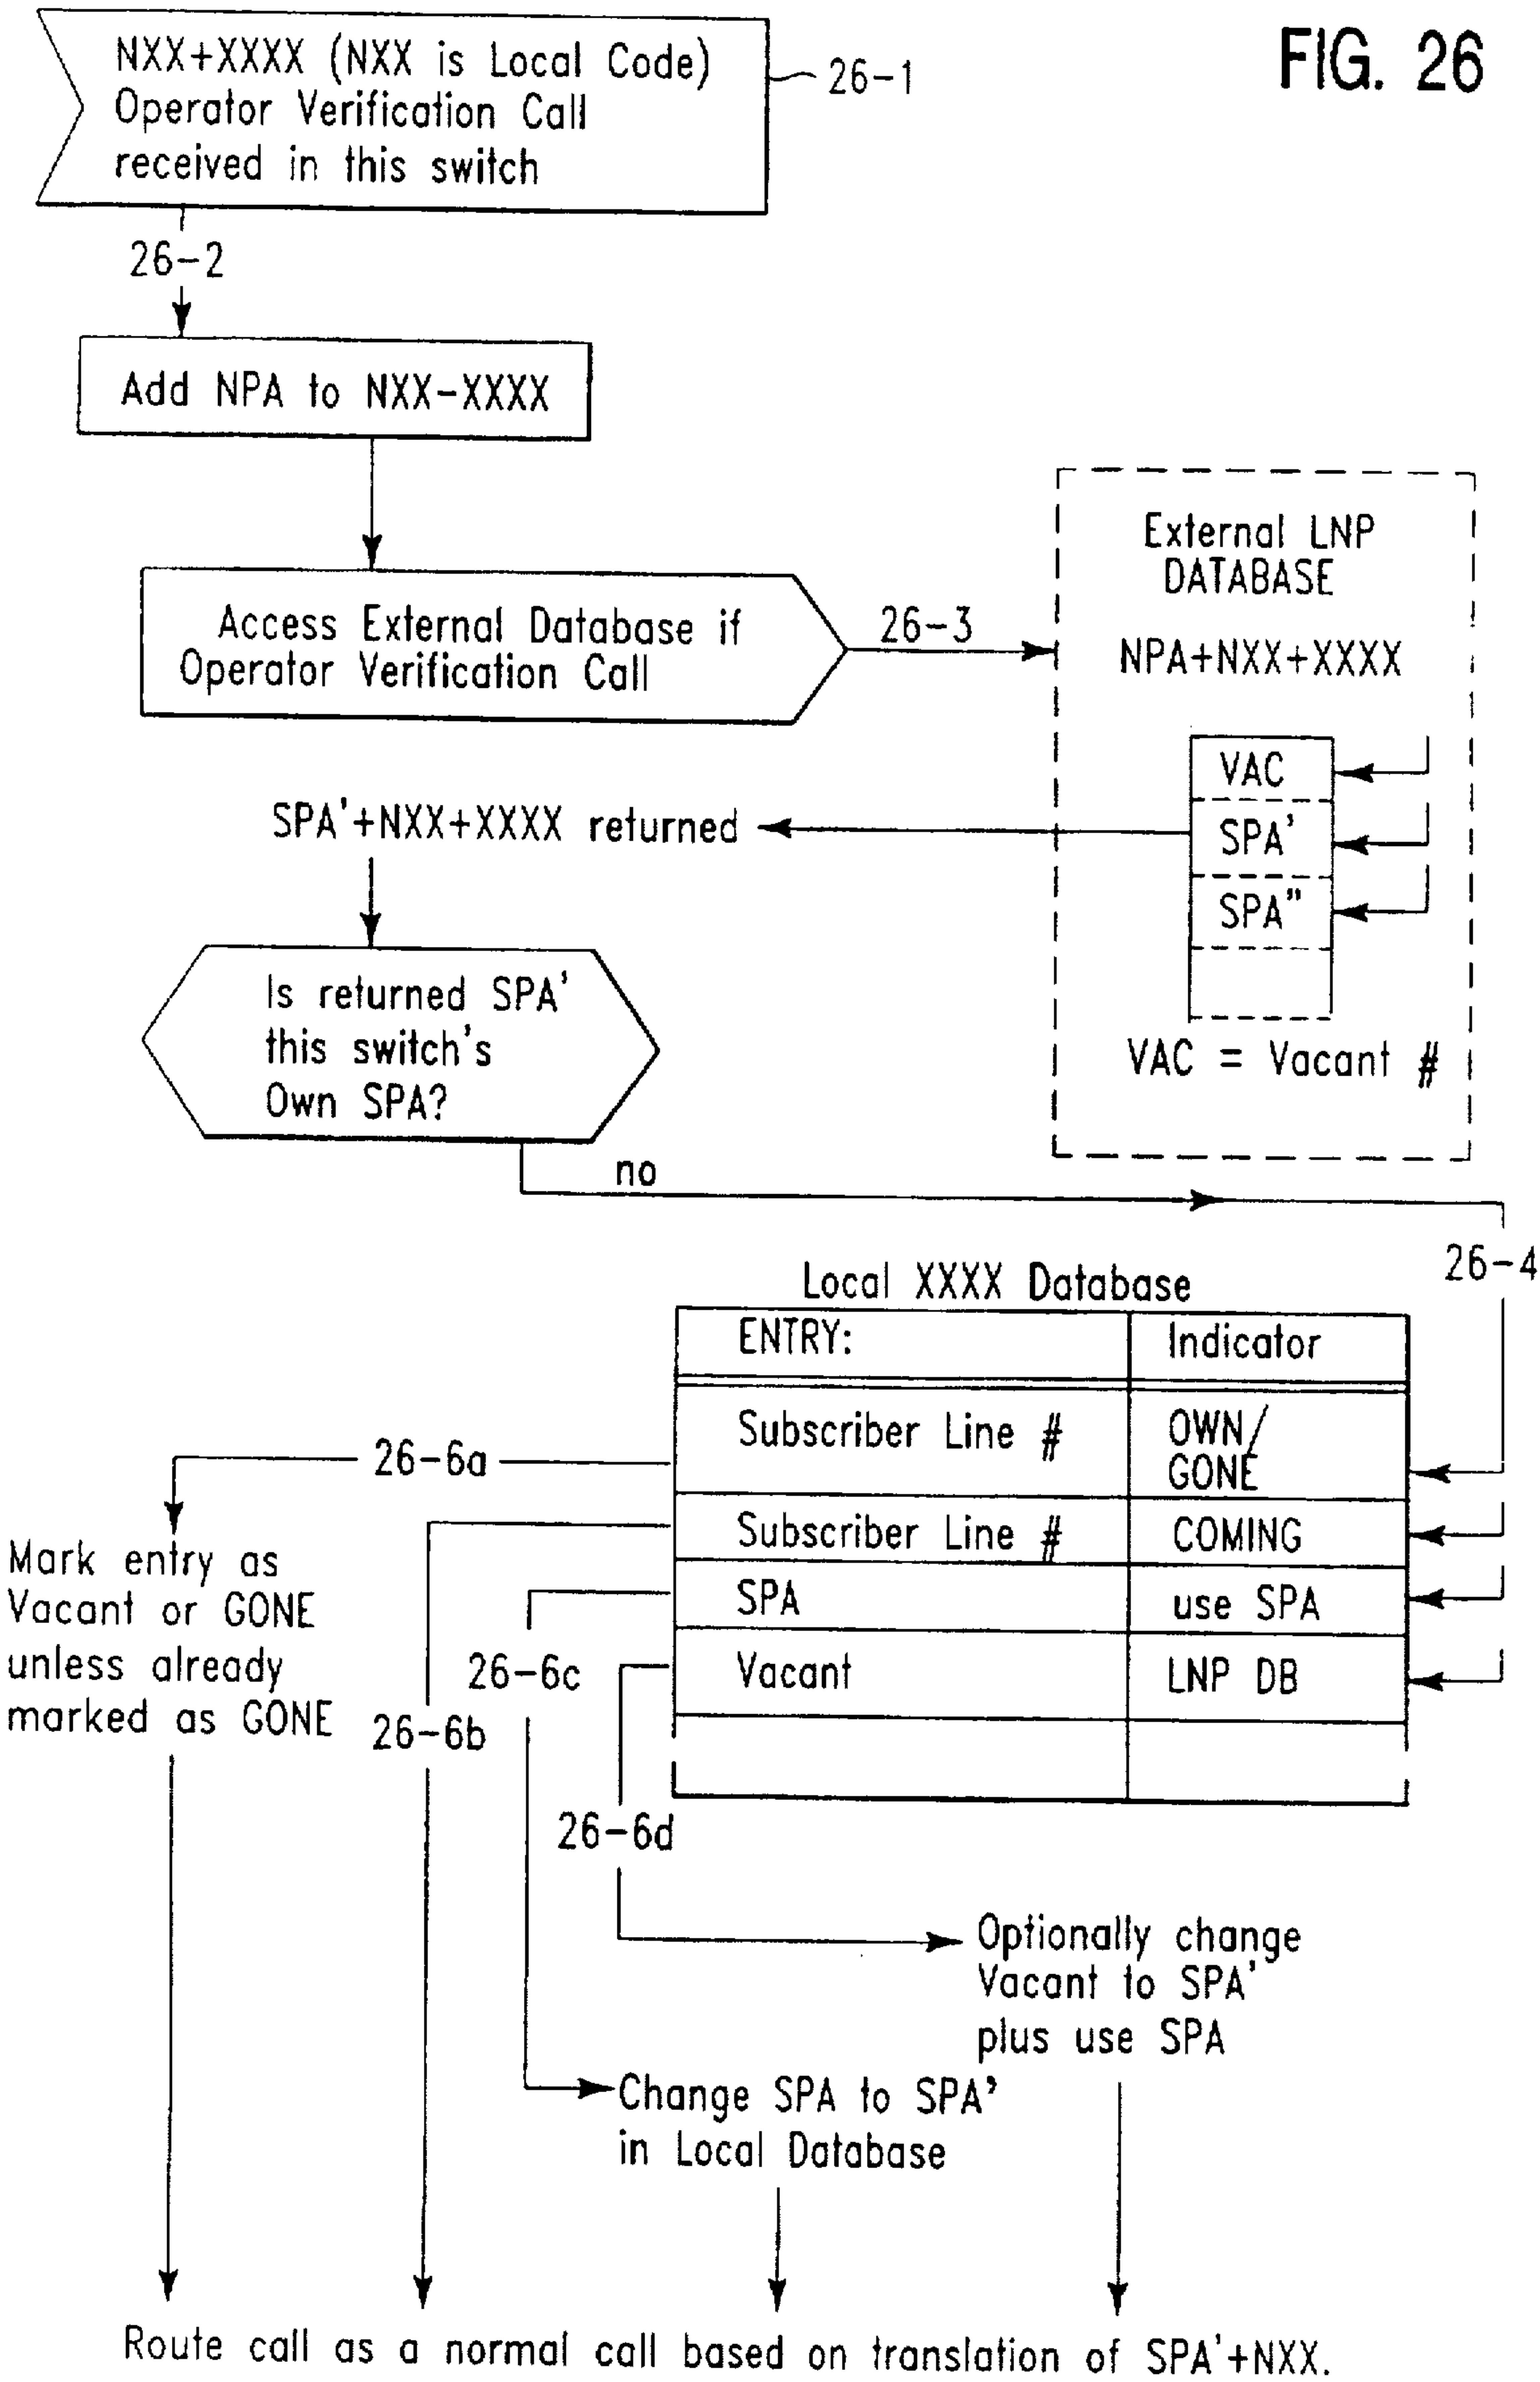 FIG. 26
NXX+XXXX (NXX is Local Code)
Operator Verification Call
received in this switch
26-1
26-2
Add NPA to NXX-XXXX
Access External Database if
Operator Verification Call
26-3
External LNP
DATABASE
NPA+NXX+XXXX
VAC
SPA'
SPA"
VAC = Vacant #
SPA'+NXX+XXXX returned
Is returned SPA'
this switch's
Own SPA?
no
26-4
Local XXXX Database
ENTRY: Indicator
Subscriber Line # OWN/
GONE
Subscriber Line # COMING
SPA use SPA
Vacant LNP DB
26-6a
Mark entry as
Vacant or GONE
unless already
marked as GONE
26-6b
26-6c
26-6d
Optionally change
Vacant to SPA'
plus use SPA
Change SPA to SPA'
in Local Database
Route call as a normal call based on translation of SPA'+NXX.